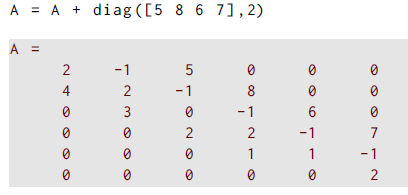 A = A + diag([5 8 6 7],2)
A =
2 -1 5 0 0 0
4 2 -1 8 0 0
0 3 0 -1 6 0
0 0 2 2 -1 7
0 0 0 1 1 -1
0 0 0 0 0 2